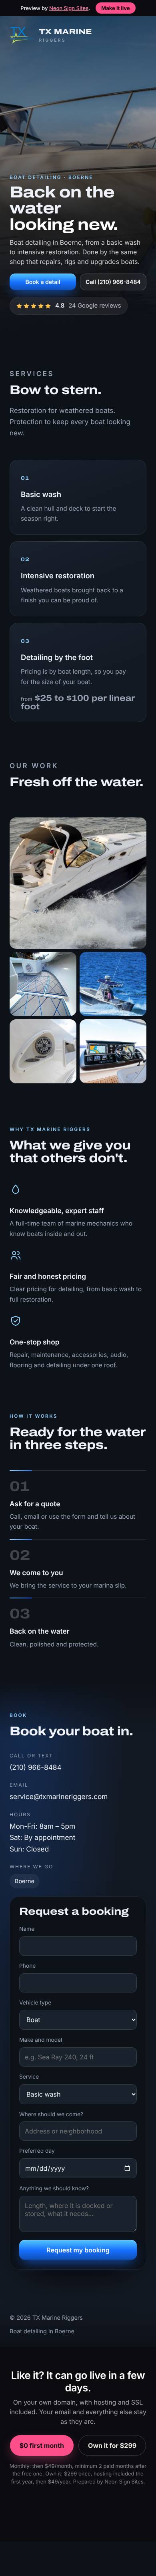 Preview by Neon Sign Sites. Make it live
TX MARINE
RIGGERS
BOAT DETAILING · BOERNE
Back on the
water
looking new.
Boat detailing in Boerne, from a basic wash
to intensive restoration. Done by the same
shop that repairs, rigs and upgrades boats.
Book a detail
Call (210) 966-8484
★★★★★ 4.8 24 Google reviews
SERVICES
Bow to stern.
Restoration for weathered boats.
Protection to keep every boat looking
new.
01
Basic wash
A clean hull and deck to start the
season right.
02
Intensive restoration
Weathered boats brought back to a
finish you can be proud of.
03
Detailing by the foot
Pricing is by boat length, so you pay
for the size of your boat.
from $25 to $100 per linear
foot
OUR WORK
Fresh off the water.
WHY TX MARINE RIGGERS
What we give you
that others don't.
Knowledgeable, expert staff
A full-time team of marine mechanics who
know boats inside and out.
Fair and honest pricing
Clear pricing for detailing, from basic wash to
full restoration.
One-stop shop
Repair, maintenance, accessories, audio,
flooring and detailing under one roof.
HOW IT WORKS
Ready for the water
in three steps.
01
Ask for a quote
Call, email or use the form and tell us about
your boat.
02
We come to you
We bring the service to your marina slip.
03
Back on the water
Clean, polished and protected.
BOOK
Book your boat in.
CALL OR TEXT
(210) 966-8484
EMAIL
service@txmarineriggers.com
HOURS
Mon-Fri: 8am – 5pm
Sat: By appointment
Sun: Closed
WHERE WE GO
Boerne
Request a booking
Name
Phone
Vehicle type
Boat
Make and model
e.g. Sea Ray 240, 24 ft
Service
Basic wash
Where should we come?
Address or neighborhood
Preferred day
mm/dd/yyyy
Anything we should know?
Length, where it is docked or
stored, what it needs...
Request my booking
© 2026 TX Marine Riggers
Boat detailing in Boerne
Like it? It can go live in a few
days.
On your own domain, with hosting and SSL
included. Your email and everything else stay
as they are.
$0 first month
Own it for $299
Monthly: then $49/month, minimum 2 paid months after
the free one. Own it: $299 once, hosting included the
first year, then $49/year. Prepared by Neon Sign Sites.